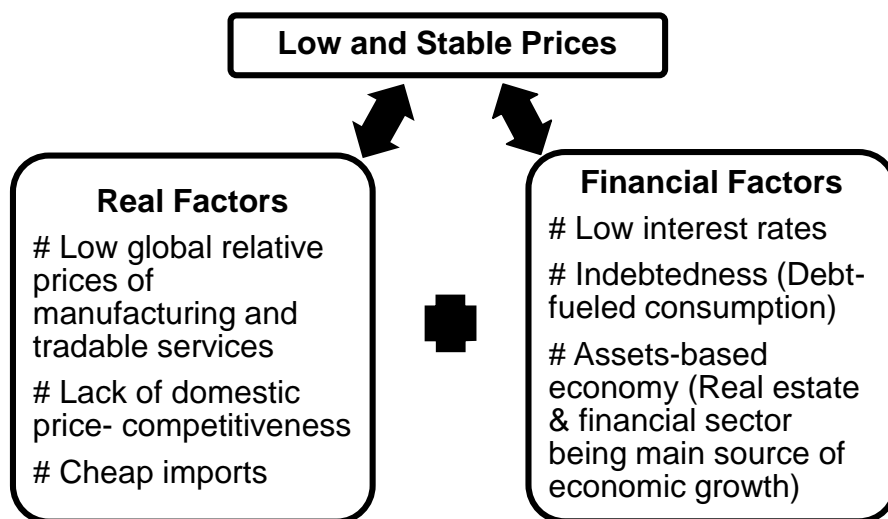 Low and Stable Prices
Real Factors
# Low global relative
prices of
manufacturing and
tradable services
# Lack of domestic
price- competitiveness
# Cheap imports
Financial Factors
# Low interest rates
# Indebtedness (Debt-
fueled consumption)
# Assets-based
economy (Real estate
& financial sector
being main source of
economic growth)